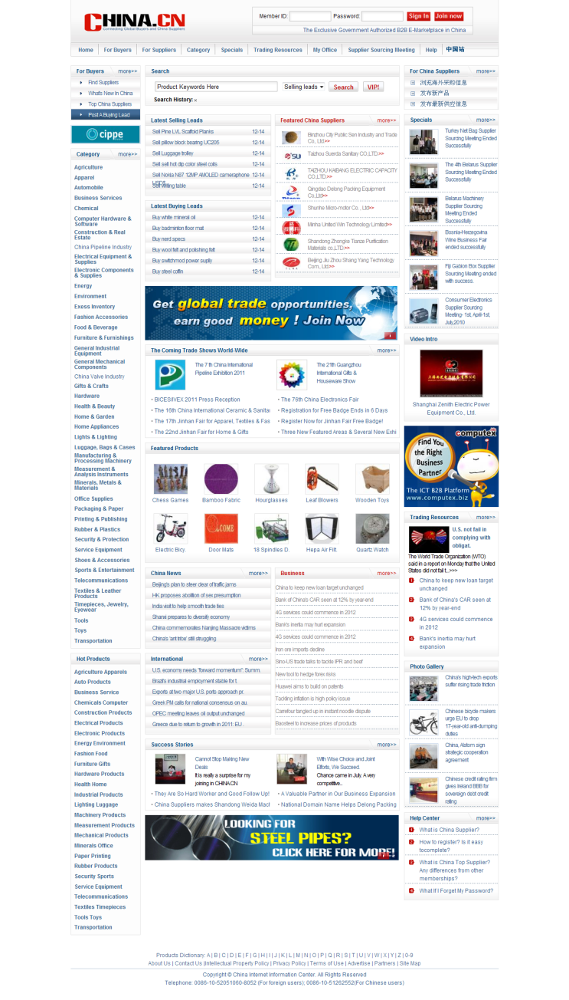 CHINA.CN
Connecting Global Buyers and China Suppliers
Member ID: Password: Sign In Join now
The Exclusive Government Authorized B2B E-Marketplace in China
Home For Buyers For Suppliers Category Specials Trading Resources My Office Supplier Sourcing Meeting Help 中国站
For Buyers more>>
Find Suppliers
What's New In China
Top China Suppliers
Post A Buying Lead
cippe
Category more>>
Agriculture
Apparel
Automobile
Business Services
Chemical
Computer Hardware &
Software
Construction & Real
Estate
China Pipeline Industry
Electrical Equipment &
Supplies
Electronic Components
& Supplies
Energy
Environment
Exess Inventory
Fashion Accessories
Food & Beverage
Furniture & Furnishings
General Industrial
Equipment
General Mechanical
Components
China Valve Industry
Gifts & Crafts
Hardware
Health & Beauty
Home & Garden
Home Appliances
Lights & Lighting
Luggage, Bags & Cases
Manufacturing &
Processing Machinery
Measurement &
Analysis Instruments
Minerals, Metals &
Materials
Office Supplies
Packaging & Paper
Printing & Publishing
Rubber & Plastics
Security & Protection
Service Equipment
Shoes & Accessories
Sports & Entertainment
Telecommunications
Textiles & Leather
Products
Timepieces, Jewelry,
Eyewear
Tools
Toys
Transportation
Hot Products
Agriculture Apparels
Auto Products
Business Service
Chemicals Computer
Construction Products
Electrical Products
Electronic Products
Energy Environment
Fashion Food
Furniture Gifts
Hardware Products
Health Home
Industrial Products
Lighting Luggage
Machinery Products
Measurement Products
Mechanical Products
Minerals Office
Paper Printing
Rubber Products
Security Sports
Service Equipment
Telecommunications
Textiles Timepieces
Tools Toys
Transportation
Search
Product Keywords Here Selling leads Search VIP!
Search History: ×
Latest Selling Leads
Sell Pine LVL Scaffold Planks 12-14
Sell pillow block bearing UC205 12-14
Sell Luggage trolley 12-14
Sell sell hot dip color steel coils 12-14
Sell Nokia N87 12MP AMOLED cameraphone 12-14
USD$
Sell writing table 12-14
Latest Buying Leads
Buy white mineral oil 12-14
Buy badminton floor mat 12-14
Buy nerd specs 12-14
Buy wool felt and polishing felt 12-14
Buy switchmod power suplly 12-14
Buy steel coffin 12-14
Featured China Suppliers more>>
Binzhou City Public Sen Industry and Trade
Co., Ltd.>>
Taizhou Suerda Sanitary CO.,LTD.>>
TAIZHOU KAIBANG ELECTRIC CAPACITY
CO.,LTD.>>
Qingdao Delong Packing Equipment
Co.,Ltd>>
Shunhe Micro-motor Co. , Ltd>>
Minha United Win Technology Limited>>
Shandong Zhongke Tianze Purification
Materials co.,LTD.>>
Beijing Jiu Zhou Shang Yang Technology
Com., Ltd.>>
Get global trade opportunities,
earn good money ! Join Now
The Coming Trade Shows World-Wide more>>
The 7 th China International
Pipeline Exhibition 2011
The 21th Guangzhou
International Gifts &
Houseware Show
BICES/IVEX 2011 Press Reception
The 16th China International Ceramic & Sanitar
The 17th Jinhan Fair for Apparel, Textiles & Fas
The 22nd Jinhan Fair for Home & Gifts
The 76th China Electronics Fair
Registration for Free Badge Ends in 6 Days
Register Now for Jinhan Fair Free Badge!
Three New Featured Areas & Several New Exhi
Featured Products
Chess Games Bamboo Fabric Hourglasses Leaf Blowers Wooden Toys
Electric Bicy. Door Mats 18 Spindles D. Hepa Air Filt. Quartz Watch
China News more>>
Beijing's plan to steer clear of traffic jams
HK proposes abolition of sex presumption
India visit to help smooth trade ties
Shanxi prepares to diversify economy
China commemorates Nanjing Massacre victims
China's 'ant tribe' still struggling
International more>>
U.S. economy needs "forward momentum": Summ.
Brazil's industrial employment stable for t.
Exports at two major U.S. ports approach pr.
Greek PM calls for national consensus on au.
OPEC meeting leaves oil output unchanged
Greece due to return to growth in 2011: EU .
Business more>>
China to keep new loan target unchanged
Bank of China's CAR seen at 12% by year-end
4G services could commence in 2012
Bank's inertia may hurt expansion
4G services could commence in 2012
Iron ore imports decline
Sino-US trade talks to tackle IPR and beef
New tool to hedge forex risks
Huawei aims to build on patents
Tackling inflation is high policy issue
Carrefour tangled up in instant noodle dispute
Baosteel to increase prices of products
Success Stories more>>
Cannot Stop Making New
Deals
It is really a surprise for my
joining in CHINA.CN
With Wise Choice and Joint
Efforts, We Succeed.
Chance came in July. A very
competitive..
They Are So Hard Worker and Good Follow Up!
China Suppliers makes Shandong Weida Mach
A Valuable Partner in Our Business Expansion
National Domain Name Helps Delong Packing
LOOKING FOR
STEEL PIPES?
CLICK HERE FOR MORE!
For China Suppliers more>>
浏览海外采购信息
发布新产品
发布最新供应信息
Specials more>>
Turkey Net Bag Supplier
Sourcing Meeting Ended
Successfully
The 4th Belarus Supplier
Sourcing Meeting Ended
Successfully
Belarus Machinery
Supplier Sourcing
Meeting Ended
Successfully
Bosnia-Herzegovina
Wine Business Fair
ended successfully
Fiji Gabion Box Supplier
Sourcing Meeting ended
with success.
Consumer Electronics
Supplier Sourcing
Meeting- 1st, April-1st,
July,2010
Video Intro
Shanghai Zenith Electric Power
Equipment Co., Ltd.
computex
Find You
the Right
Business
Partner
The ICT B2B Platform
www.computex.biz
Trading Resources more>>
U.S. not fail in
complying with
obligat.
The World Trade Organization (WTO)
said in a report on Monday that the United
States did not fail t...>>>
1 China to keep new loan target
unchanged
2 Bank of China's CAR seen at
12% by year-end
3 4G services could commence
in 2012
4 Bank's inertia may hurt
expansion
Photo Gallery
China's high-tech exports
suffer rising trade friction
Chinese bicycle makers
urge EU to drop
17-year-old anti-dumping
duties
China, Alstom sign
strategic cooperation
agreement
Chinese credit rating firm
gives Ireland BBB for
sovereign debt credit
rating
Help Center more>>
1 What is China Supplier?
2 How to register? Is it easy
tocomplete?
3 What is China Top Supplier?
Any differences from other
memberships?
4 What If I Forget My Password?
Products Dictionary: A | B | C | D | E | F | G | H | I | J | K | L | M | N | O | P | Q | R | S | T | U | V | W | X | Y | Z | 0-9
About Us | Contact Us |Intellectual Property Policy | Privacy Policy | Terms of Use | Advertise | Partners | Site Map
Copyright © China Internet Information Center. All Rights Reserved
Telephone: 0086-10-52051060-8052 (For foreign users); 0086-10-51262552(For Chinese users)